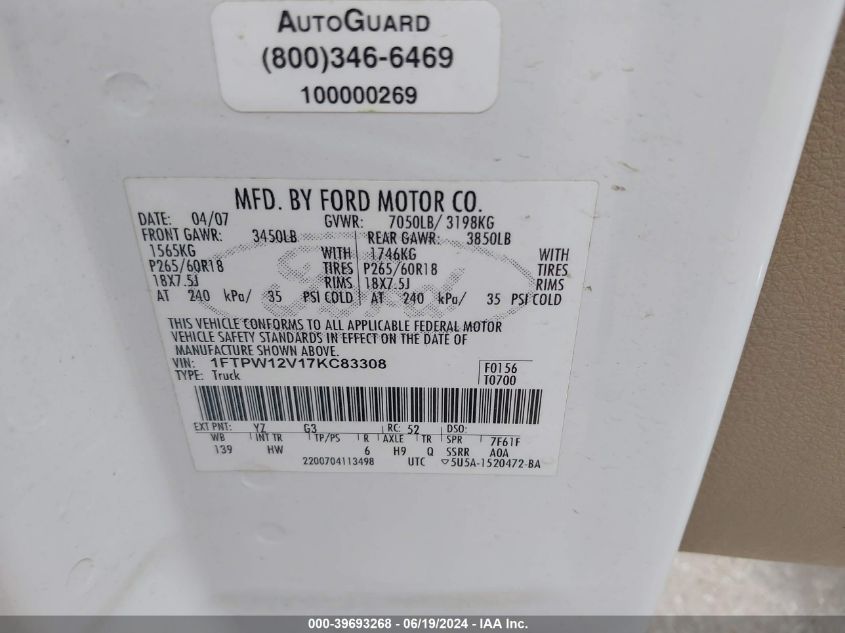 AUTOGUARD
(800)346-6469
100000269
MFD. BY FORD MOTOR CO.
DATE: 04/07 GVWR: 7050LB/ 3198KG
FRONT GAWR: 3450LB REAR GAWR: 3850LB
1565KG WITH 1746KG WITH
P265/60R18 TIRES P265/60R18 TIRES
18X7.5J RIMS 18X7.5J RIMS
AT 240 kPa/ 35 PSI COLD AT 240 kPa/ 35 PSI COLD
Ford
THIS VEHICLE CONFORMS TO ALL APPLICABLE FEDERAL MOTOR
VEHICLE SAFETY STANDARDS IN EFFECT ON THE DATE OF
MANUFACTURE SHOWN ABOVE.
VIN: 1FTPW12V17KC83308 F0156
TYPE: Truck T0700
EXT PNT: YZ G3 RC: 52 DSO:
WB INT TR TP/PS R AXLE TR SPR 7F61F
139 HW 6 H9 Q SSRR A0A
2200704113498 UTC ▽5U5A-1520472-BA
000-39693268 - 06/19/2024 - IAA Inc.